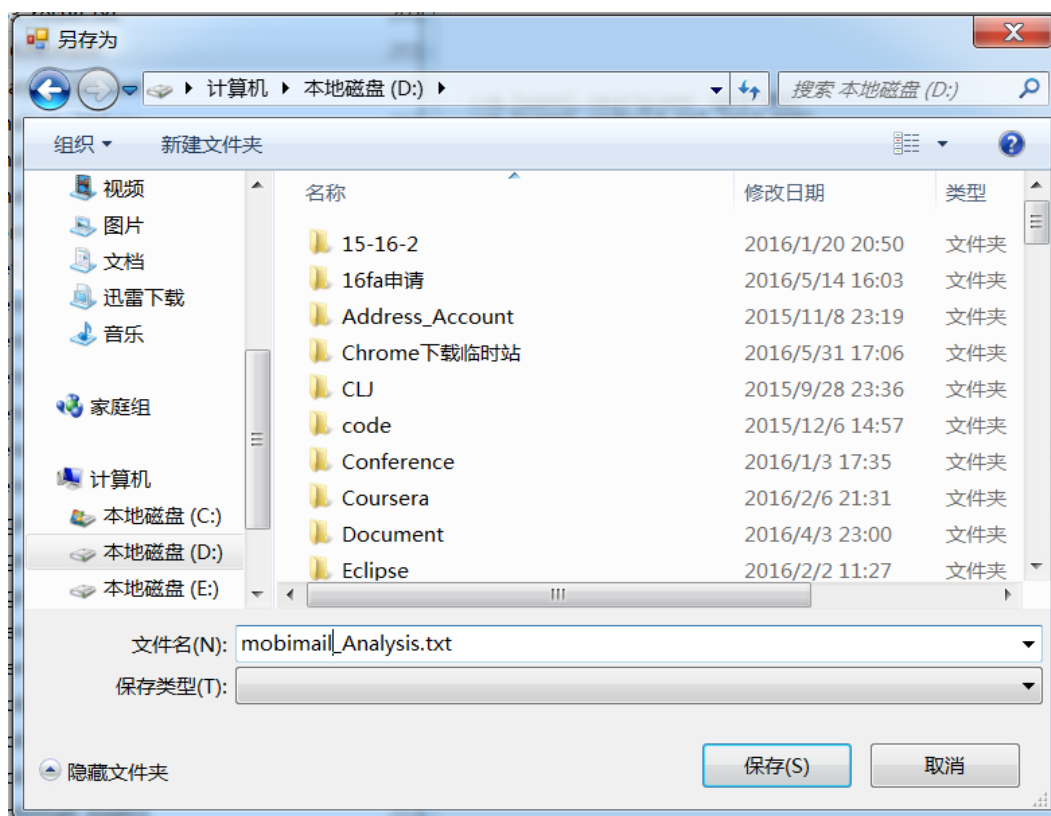 另存为
计算机 本地磁盘 (D:)
搜索 本地磁盘 (D:)
组织
新建文件夹
视频
图片
文档
迅雷下载
音乐
家庭组
计算机
本地磁盘 (C:)
本地磁盘 (D:)
本地磁盘 (E:)
名称 修改日期 类型
15-16-2 2016/1/20 20:50 文件夹
16fa申请 2016/5/14 16:03 文件夹
Address_Account 2015/11/8 23:19 文件夹
Chrome下载临时站 2016/5/31 17:06 文件夹
CLJ 2015/9/28 23:36 文件夹
code 2015/12/6 14:57 文件夹
Conference 2016/1/3 17:35 文件夹
Coursera 2016/2/6 21:31 文件夹
Document 2016/4/3 23:00 文件夹
Eclipse 2016/2/2 11:27 文件夹
文件名(N): mobimail_Analysis.txt
保存类型(T):
隐藏文件夹
保存(S)
取消